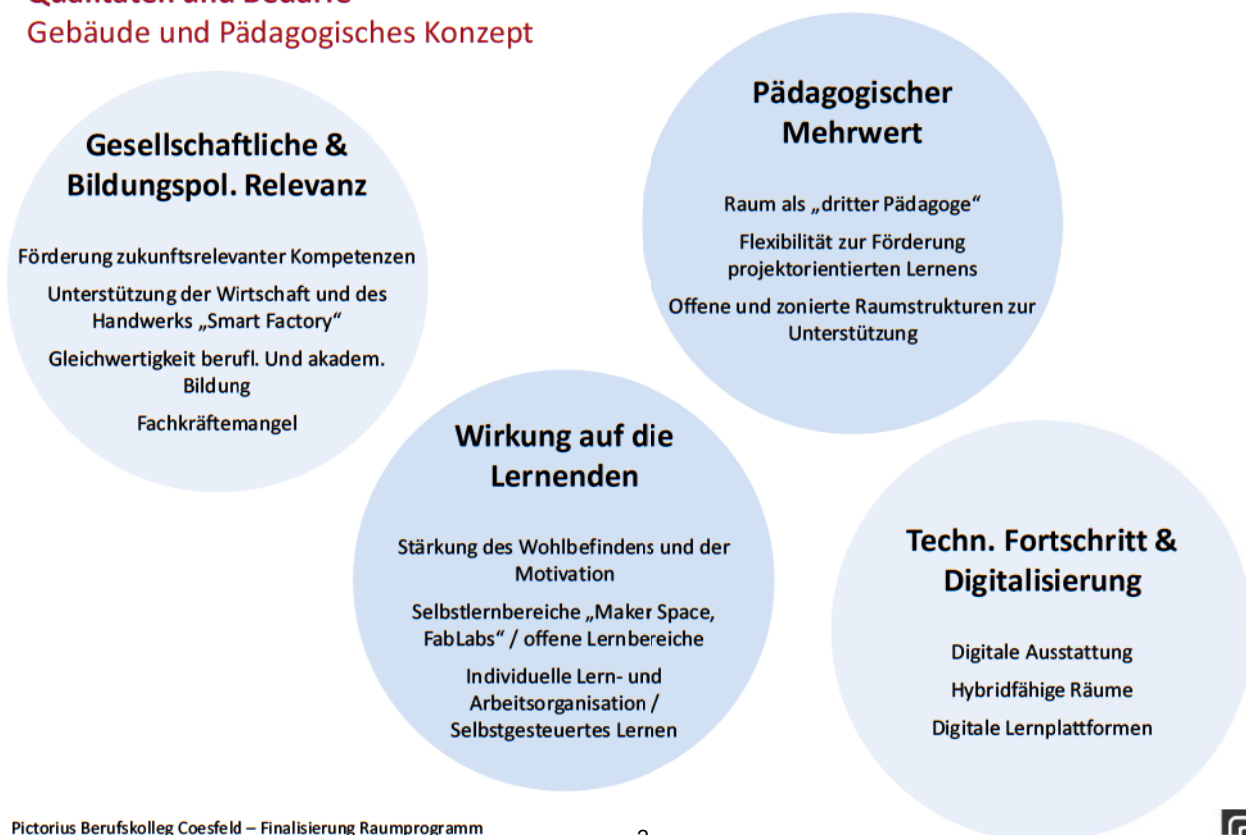 Qualitäten und Bedarfe
Gebäude und Pädagogisches Konzept
Gesellschaftliche &
Bildungspol. Relevanz
Förderung zukunftsrelevanter Kompetenzen
Unterstützung der Wirtschaft und des
Handwerks „Smart Factory“
Gleichwertigkeit berufl. Und akadem.
Bildung
Fachkräftemangel
Pädagogischer
Mehrwert
Raum als „dritter Pädagoge“
Flexibilität zur Förderung
projektorientierten Lernens
Offene und zonierte Raumstrukturen zur
Unterstützung
Wirkung auf die
Lernenden
Stärkung des Wohlbefindens und der
Motivation
Selbstlernbereiche „Maker Space,
FabLabs“ / offene Lernbereiche
Individuelle Lern- und
Arbeitsorganisation /
Selbstgesteuertes Lernen
Techn. Fortschritt &
Digitalisierung
Digitale Ausstattung
Hybridfähige Räume
Digitale Lernplattformen
Pictorius Berufskolleg Coesfeld – Finalisierung Raumprogramm